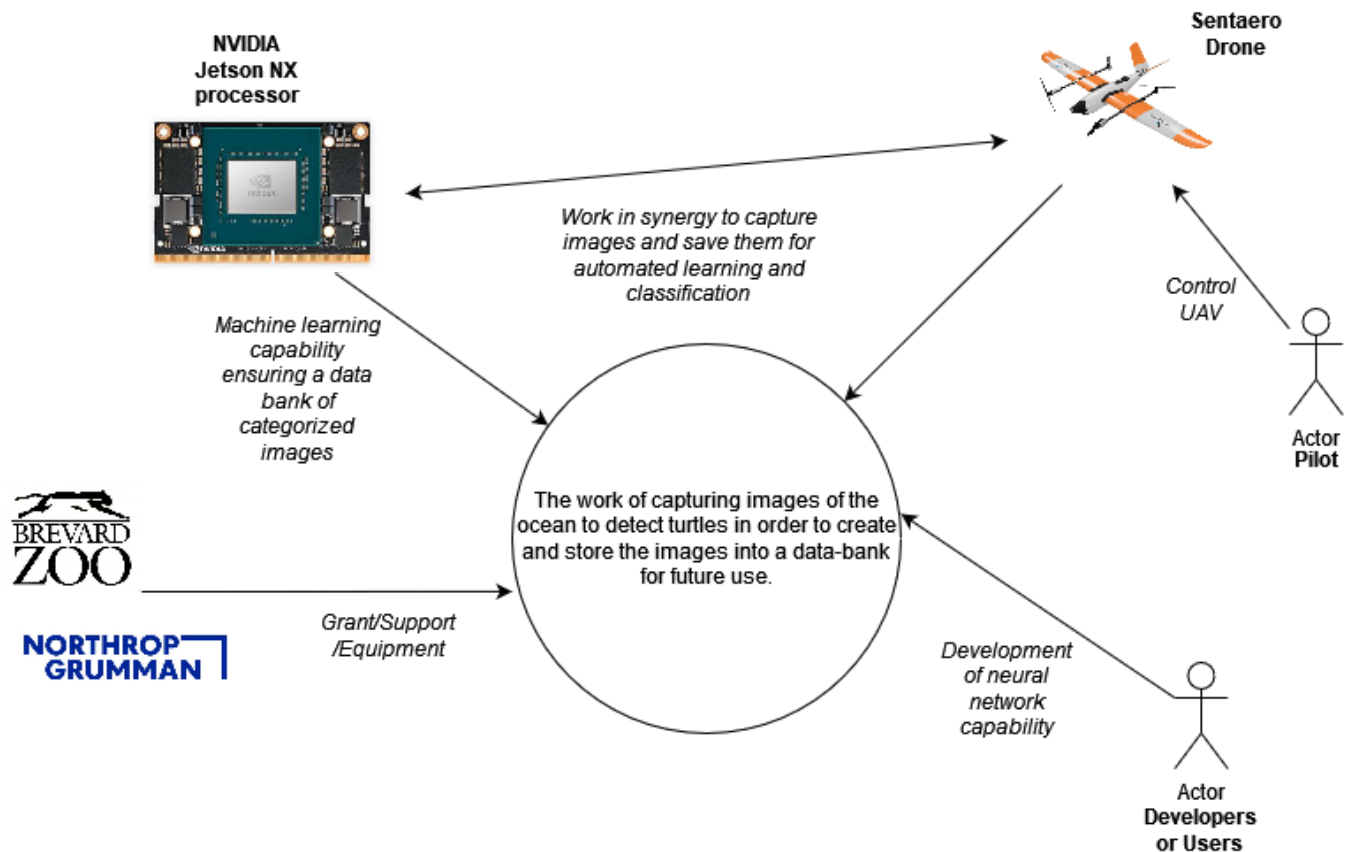 NVIDIA
Jetson NX
processor
Sentaero
Drone
NVIDIA
NVIDIA
Work in synergy to capture
images and save them for
automated learning and
classification
Control
UAV
Machine learning
capability
ensuring a data
bank of
categorized
images
Actor
Pilot
BREVARD
ZOO
The work of capturing images of the
ocean to detect turtles in order to create
and store the images into a data-bank
for future use.
Grant/Support
/Equipment
NORTHROP
GRUMMAN
Development
of neural
network
capability
Actor
Developers
or Users